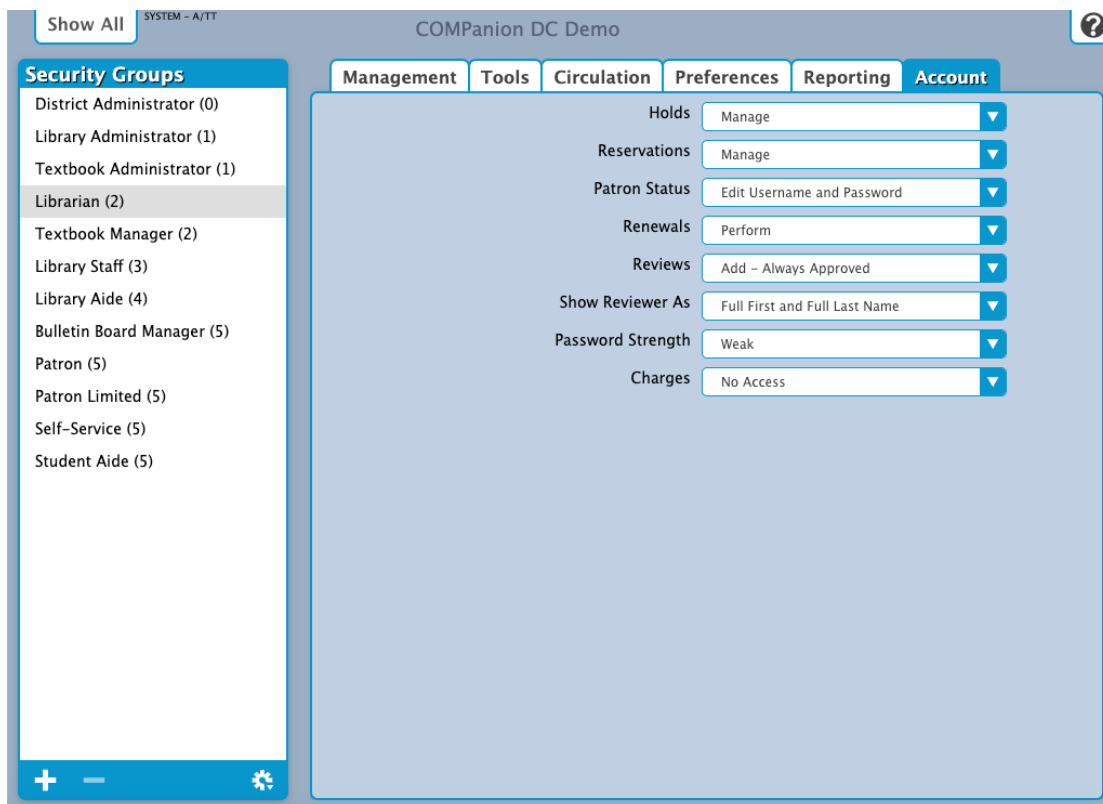 Show All
SYSTEM - A/TT
COMPanion DC Demo
?
Security Groups
District Administrator (0)
Library Administrator (1)
Textbook Administrator (1)
Librarian (2)
Textbook Manager (2)
Library Staff (3)
Library Aide (4)
Bulletin Board Manager (5)
Patron (5)
Patron Limited (5)
Self-Service (5)
Student Aide (5)
Management Tools Circulation Preferences Reporting Account
Holds Manage
Reservations Manage
Patron Status Edit Username and Password
Renewals Perform
Reviews Add - Always Approved
Show Reviewer As Full First and Full Last Name
Password Strength Weak
Charges No Access